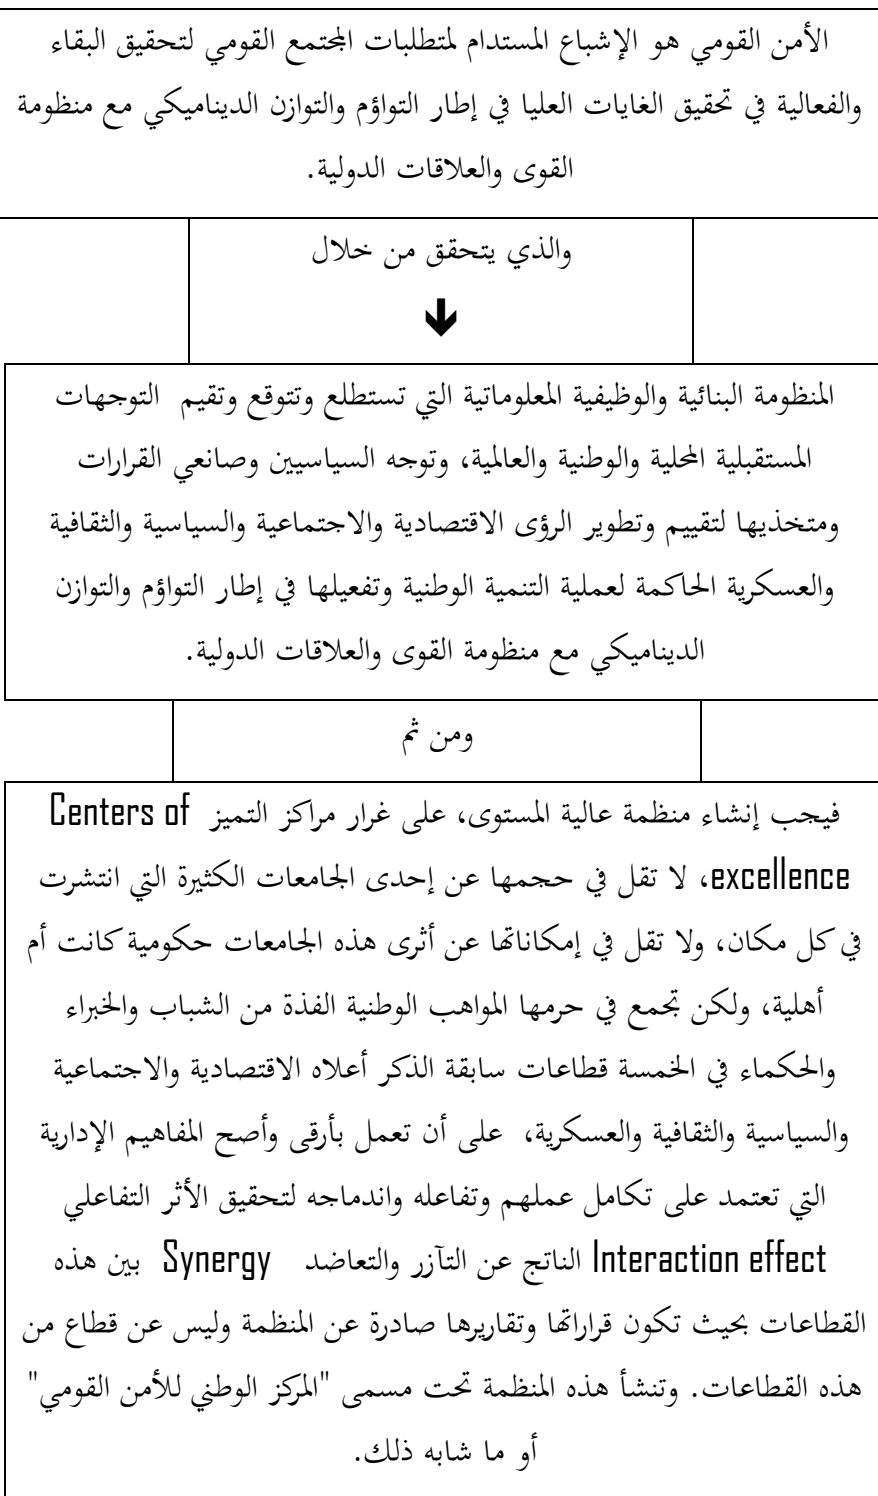 الأمن القومي هو الإشباع المستدام لمتطلبات المجتمع القومي لتحقيق البقاء
والفعالية في تحقيق الغايات العليا في إطار التواؤم والتوازن الديناميكي مع منظومة
القوى والعلاقات الدولية.
والذي يتحقق من خلال
المنظومة البنائية والوظيفية المعلوماتية التي تستطلع وتتوقع وتقيم التوجهات
المستقبلية المحلية والوطنية والعالمية، وتوجه السياسيين وصانعي القرارات
ومتخذيها لتقييم وتطوير الرؤى الاقتصادية والاجتماعية والسياسية والثقافية
والعسكرية الحاكمة لعملية التنمية الوطنية وتفعيلها في إطار التواؤم والتوازن
الديناميكي مع منظومة القوى والعلاقات الدولية.
ومن ثم
فيجب إنشاء منظمة عالية المستوى، على غرار مراكز التميز Centers of
excellence، لا تقل في حجمها عن إحدى الجامعات الكثيرة التي انتشرت
في كل مكان، ولا تقل في إمكاناتها عن أثرى هذه الجامعات حكومية كانت أم
أهلية، ولكن تجمع في حرمها المواهب الوطنية الفذة من الشباب والخبراء
والحكماء في الخمسة قطاعات سابقة الذكر أعلاه الاقتصادية والاجتماعية
والسياسية والثقافية والعسكرية، على أن تعمل بأرقى وأصح المفاهيم الإدارية
التي تعتمد على تكامل عملهم وتفاعله واندماجه لتحقيق الأثر التفاعلي
Interaction effect الناتج عن التآزر والتعاضد Synergy بين هذه
القطاعات بحيث تكون قراراتها وتقاريرها صادرة عن المنظمة وليس عن قطاع من
هذه القطاعات. وتنشأ هذه المنظمة تحت مسمى "المركز الوطني للأمن القومي"
أو ما شابه ذلك.